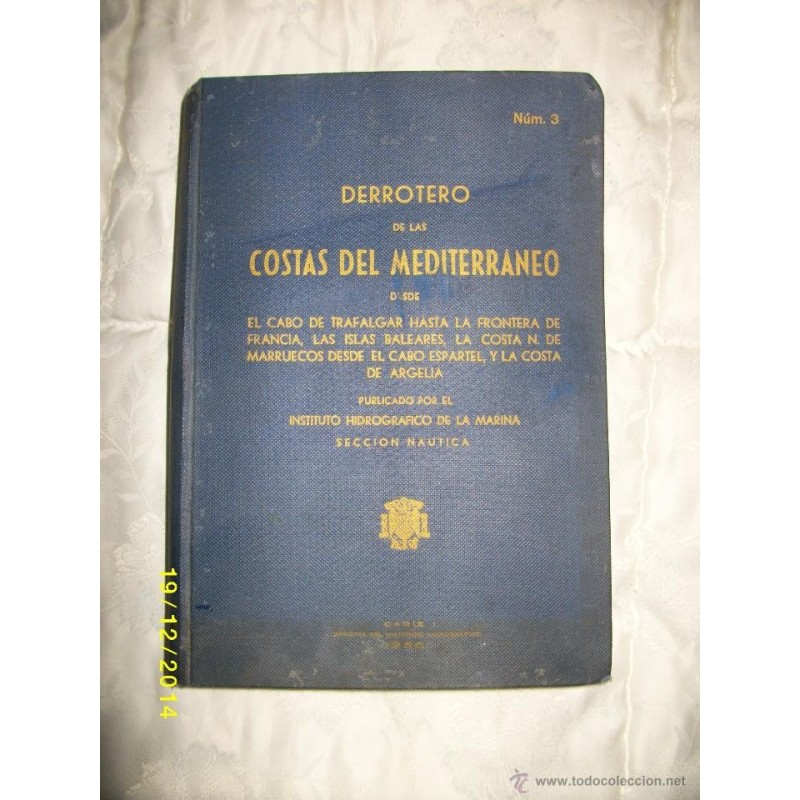 Núm. 3
DERROTERO
DE LAS
COSTAS DEL MEDITERRANEO
D SDE
EL CABO DE TRAFALGAR HASTA LA FRONTERA DE
FRANCIA, LAS ISLAS BALEARES, LA COSTA N. DE
MARRUECOS DESDE EL CABO ESPARTEL, Y LA COSTA
DE ARGELIA
PUBLICADO POR EL
INSTITUTO HIDROGRAFICO DE LA MARINA
SECCION NAUTICA
CADIZ
19/12/2014
www.todocoleccion.net